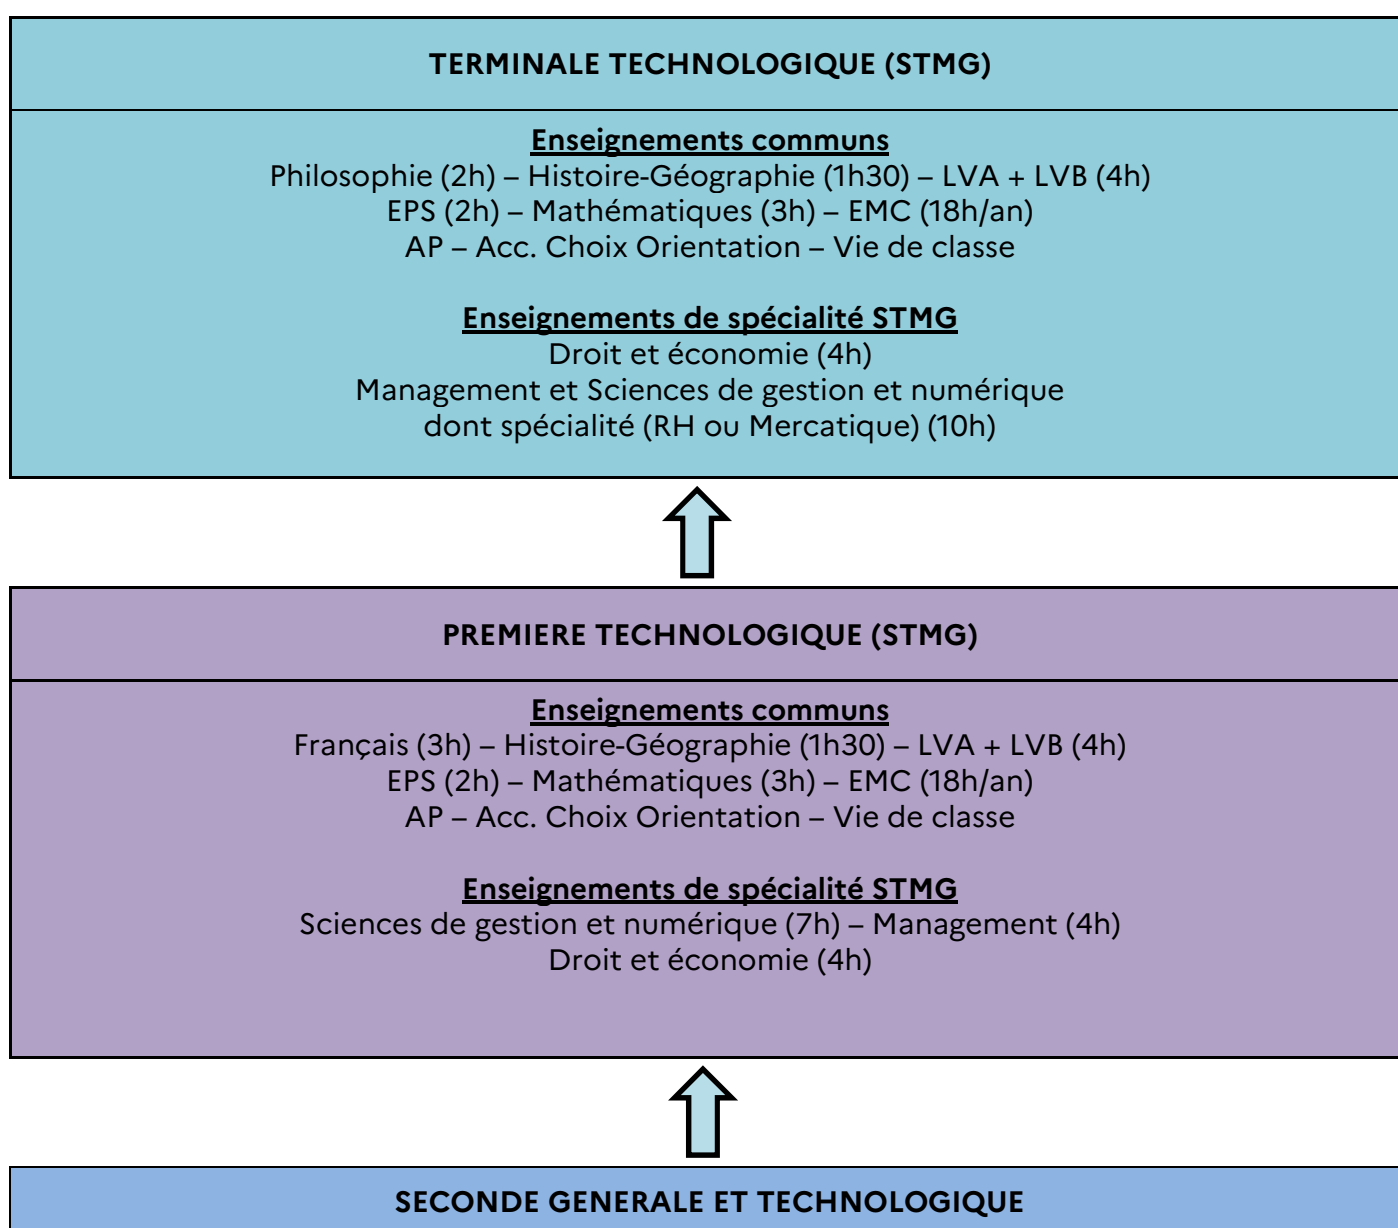 TERMINALE TECHNOLOGIQUE (STMG)
Enseignements communs
Philosophie (2h) – Histoire-Géographie (1h30) – LVA + LVB (4h)
EPS (2h) – Mathématiques (3h) – EMC (18h/an)
AP – Acc. Choix Orientation – Vie de classe
Enseignements de spécialité STMG
Droit et économie (4h)
Management et Sciences de gestion et numérique
dont spécialité (RH ou Mercatique) (10h)
PREMIERE TECHNOLOGIQUE (STMG)
Enseignements communs
Français (3h) – Histoire-Géographie (1h30) – LVA + LVB (4h)
EPS (2h) – Mathématiques (3h) – EMC (18h/an)
AP – Acc. Choix Orientation – Vie de classe
Enseignements de spécialité STMG
Sciences de gestion et numérique (7h) – Management (4h)
Droit et économie (4h)
SECONDE GENERALE ET TECHNOLOGIQUE